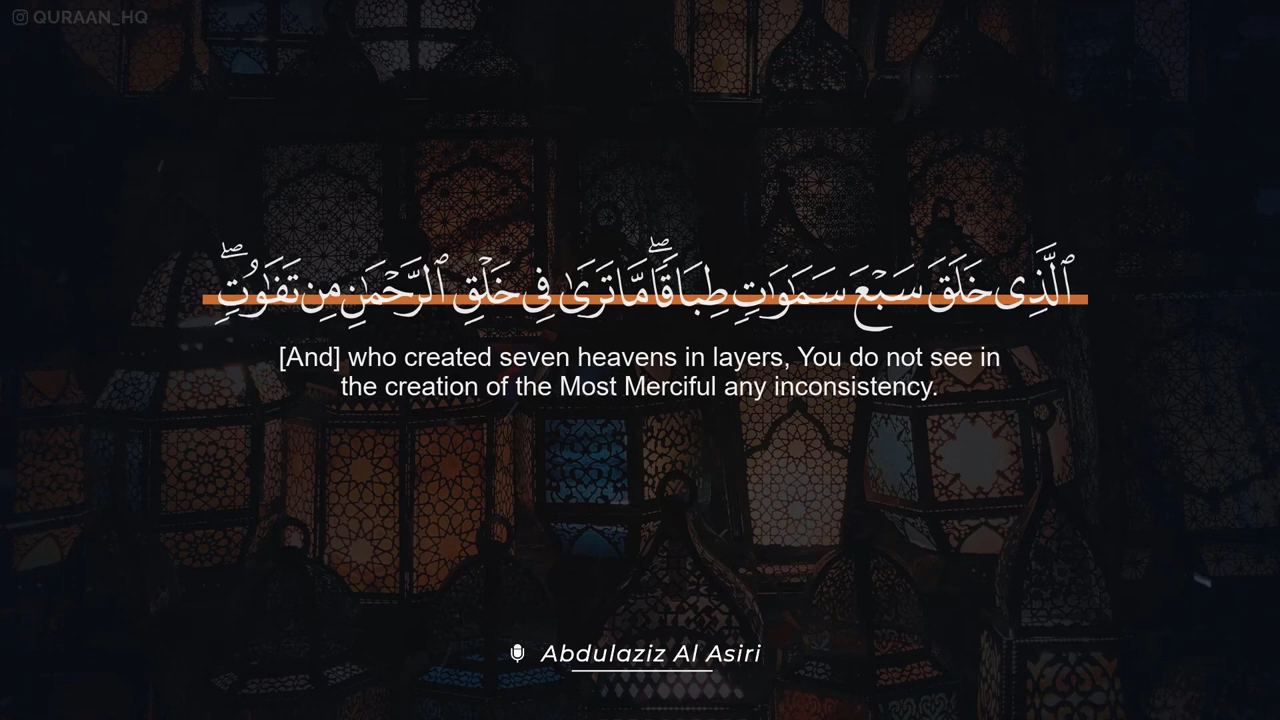 QURAAN_HQ
ٱلَّذِى خَلَقَ سَبْعَ سَمَـٰوَٰتٍ طِبَاقًا ۖ مَّا تَرَىٰ فِى خَلْقِ ٱلرَّحْمَـٰنِ مِن تَفَـٰوُتٍ ۖ
[And] who created seven heavens in layers, You do not see in
the creation of the Most Merciful any inconsistency.
Abdulaziz Al Asiri